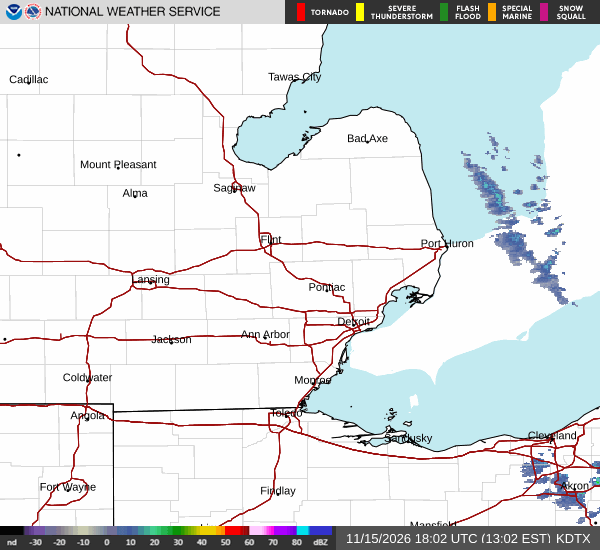 NATIONAL WEATHER SERVICE
TORNADO
SEVERE THUNDERSTORM
FLASH FLOOD
SPECIAL MARINE
SNOW SQUALL
Cadillac
Tawas City
Bad Axe
Mount Pleasant
Alma
Saginaw
Flint
Port Huron
Lansing
Pontiac
Detroit
Jackson
Ann Arbor
Coldwater
Monroe
Angola
Toledo
Sandusky
Cleveland
Fort Wayne
Findlay
Akron
Mansfield
nd -30 -20 -10 0 10 20 30 40 50 60 70 80 dBZ
11/15/2026 18:02 UTC (13:02 EST) KDTX